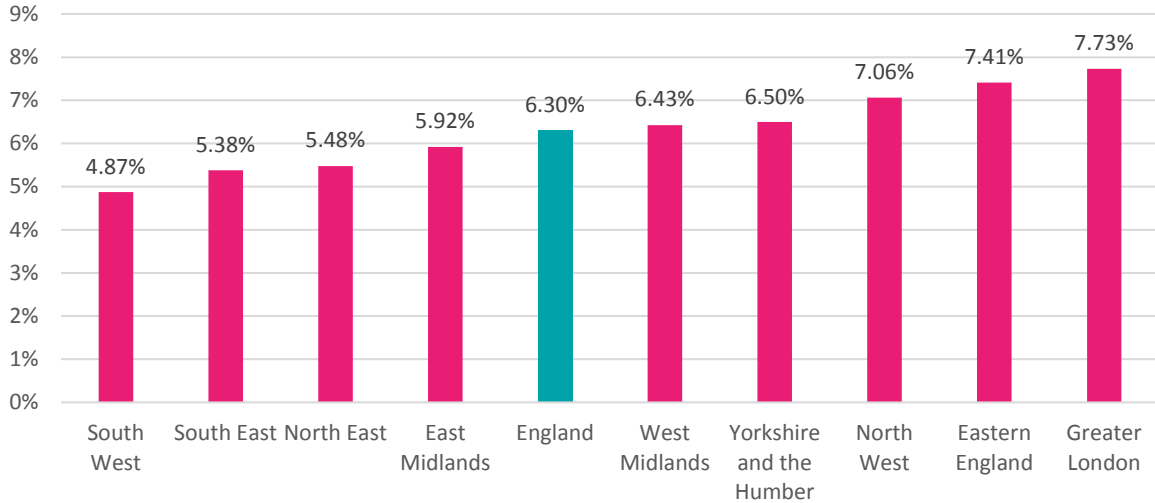 9%
8%
7%
6%
5%
4%
3%
2%
1%
0%
4.87%
5.38%
5.48%
5.92%
6.30%
6.43%
6.50%
7.06%
7.41%
7.73%
South West
South East
North East
East Midlands
England
West Midlands
Yorkshire and the Humber
North West
Eastern England
Greater London